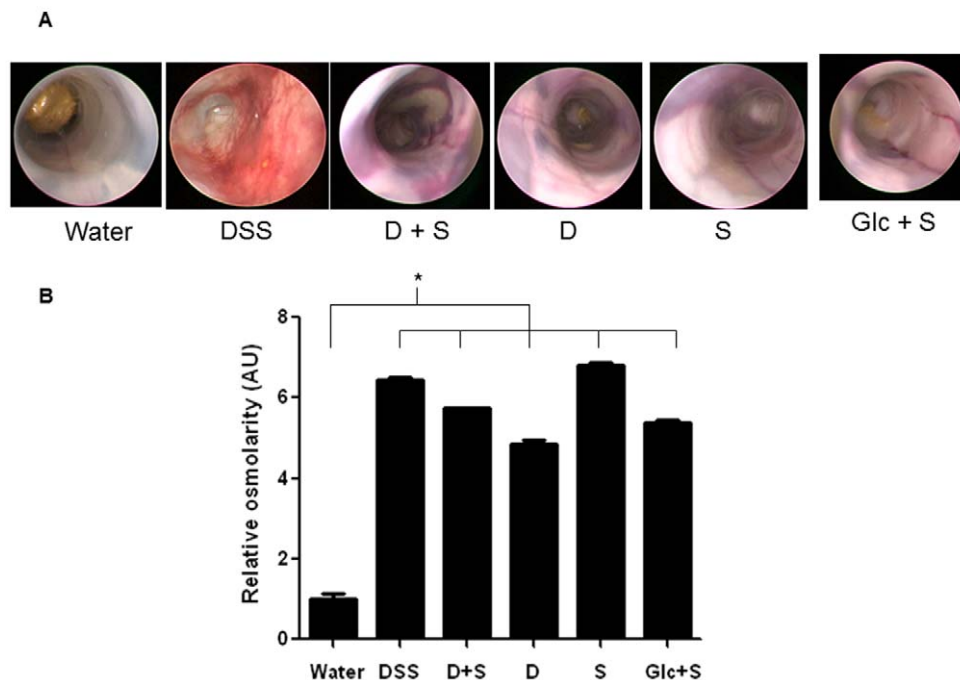 A
Water DSS D + S D S Glc + S
B
*
Relative osmolarity (AU)
8
6
4
2
0
Water DSS D+S D S Glc+S